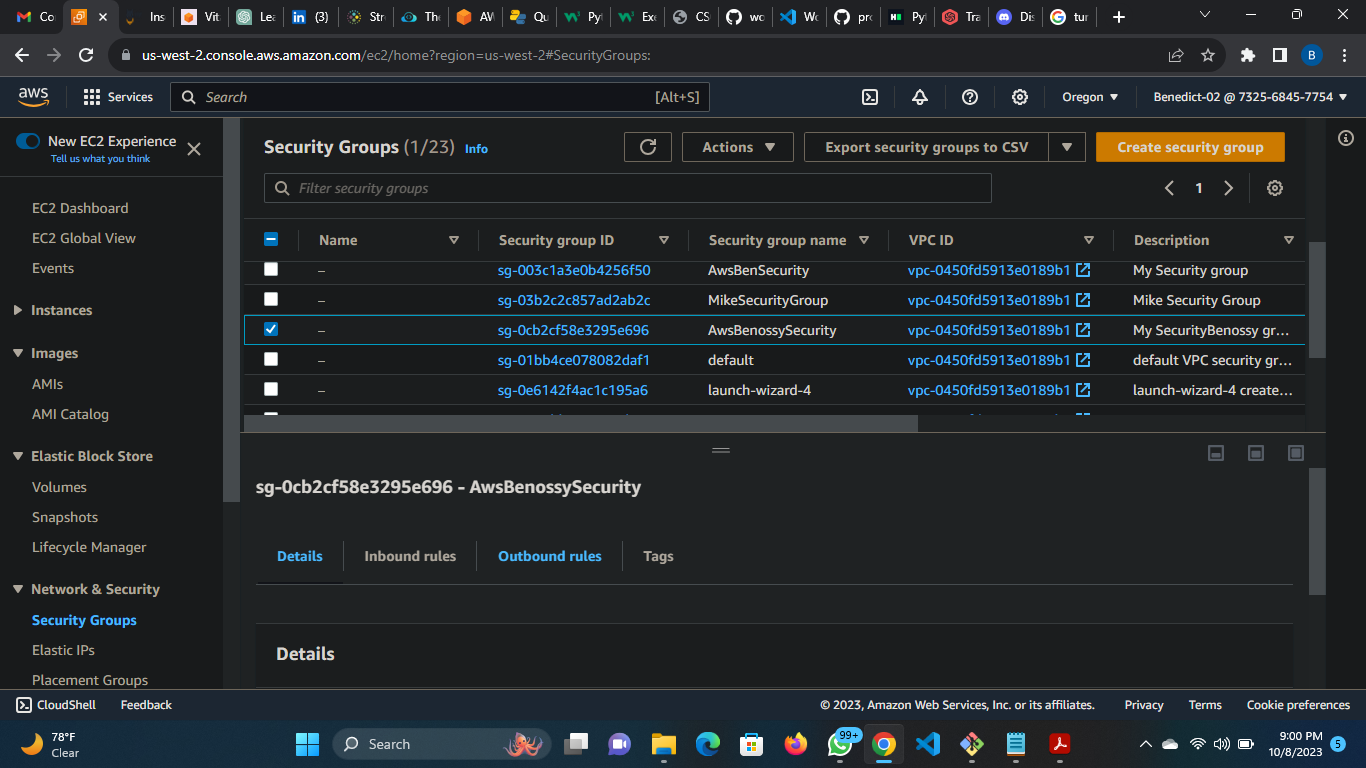 Co
Ins
Vit
Lea
(3)
Str
The
AV
Qu
Pyt
Exe
CS
wo
Wo
pro
Pyt
Tra
Dis
tur
us-west-2.console.aws.amazon.com/ec2/home?region=us-west-2#SecurityGroups:
B
aws
Services
Search
[Alt+S]
Oregon
Benedict-02 @ 7325-6845-7754
New EC2 Experience
Tell us what you think
EC2 Dashboard
EC2 Global View
Events
Instances
Images
AMIs
AMI Catalog
Elastic Block Store
Volumes
Snapshots
Lifecycle Manager
Network & Security
Security Groups
Elastic IPs
Placement Groups
Security Groups (1/23) Info
Actions
Export security groups to CSV
Create security group
Filter security groups
1
Name Security group ID Security group name VPC ID Description
– sg-003c1a3e0b4256f50 AwsBenSecurity vpc-0450fd5913e0189b1 My Security group
– sg-03b2c2c857ad2ab2c MikeSecurityGroup vpc-0450fd5913e0189b1 Mike Security Group
– sg-0cb2cf58e3295e696 AwsBenossySecurity vpc-0450fd5913e0189b1 My SecurityBenossy gr...
– sg-01bb4ce078082daf1 default vpc-0450fd5913e0189b1 default VPC security gr...
– sg-0e6142f4ac1c195a6 launch-wizard-4 vpc-0450fd5913e0189b1 launch-wizard-4 create...
sg-0cb2cf58e3295e696 - AwsBenossySecurity
Details Inbound rules Outbound rules Tags
Details
CloudShell Feedback
© 2023, Amazon Web Services, Inc. or its affiliates. Privacy Terms Cookie preferences
78°F
Clear
Search
99+
9:00 PM
10/8/2023
5